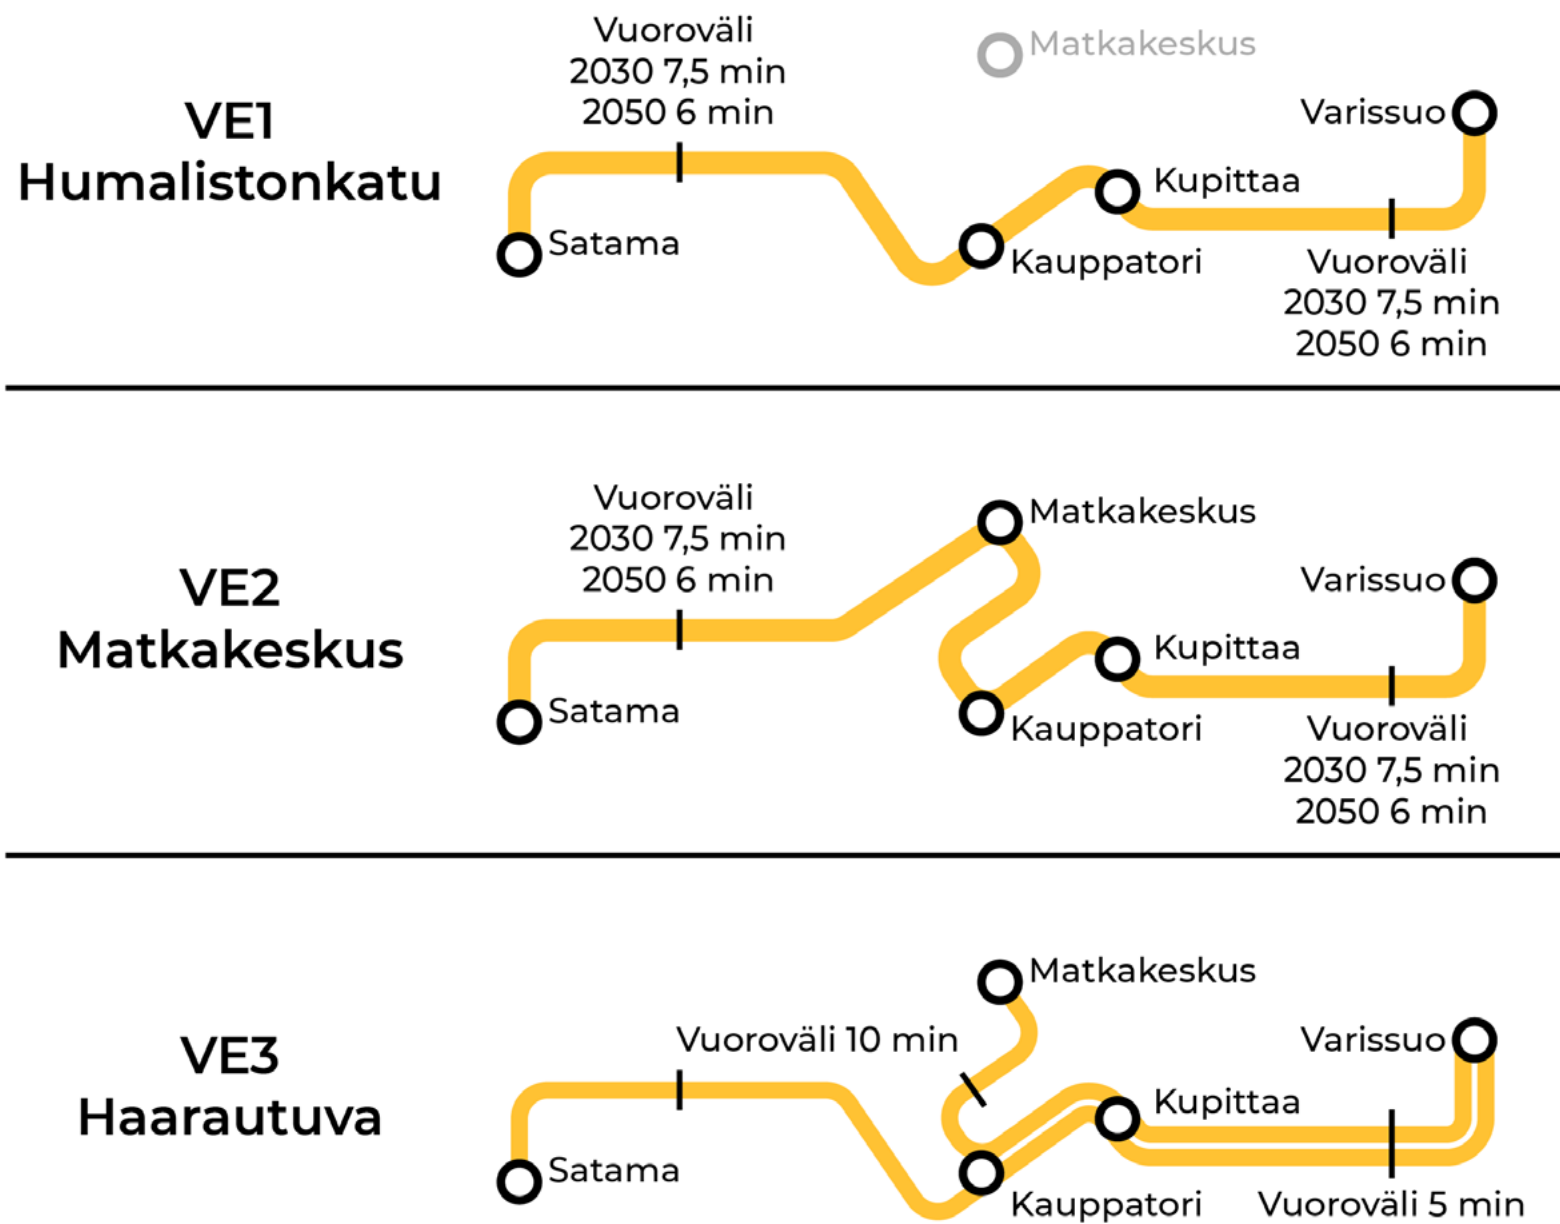 VE1
Humalistonkatu
Vuoroväli
2030 7,5 min
2050 6 min
Matkakeskus
Varissuo
Kupittaa
Satama
Kauppatori
Vuoroväli
2030 7,5 min
2050 6 min
VE2
Matkakeskus
Vuoroväli
2030 7,5 min
2050 6 min
Matkakeskus
Varissuo
Kupittaa
Satama
Kauppatori
Vuoroväli
2030 7,5 min
2050 6 min
VE3
Haarautuva
Matkakeskus
Vuoroväli 10 min
Varissuo
Kupittaa
Satama
Kauppatori
Vuoroväli 5 min